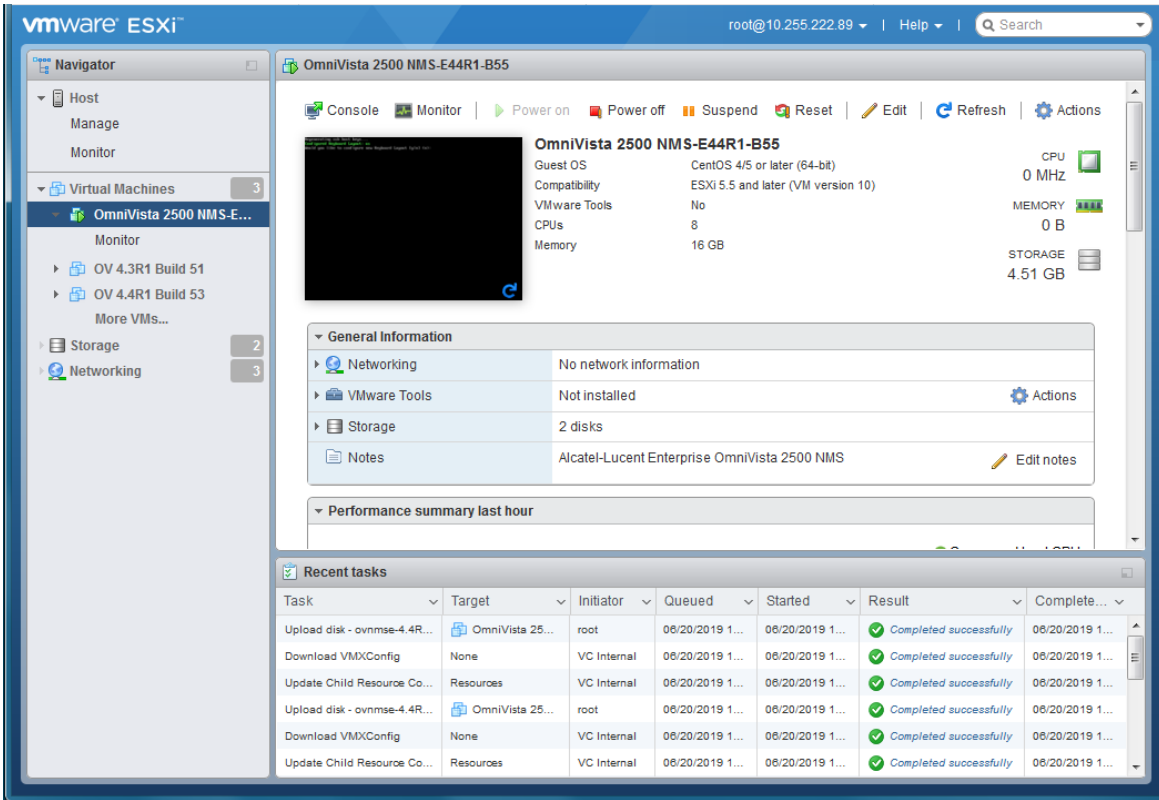 vmware ESXi™
root@10.255.222.89 | Help | Search
Navigator
Host
Manage
Monitor
Virtual Machines 3
OmniVista 2500 NMS-E...
Monitor
OV 4.3R1 Build 51
OV 4.4R1 Build 53
More VMs...
Storage 2
Networking 3
OmniVista 2500 NMS-E44R1-B55
Console Monitor | Power on Power off Suspend Reset | Edit | Refresh | Actions
OmniVista 2500 NMS-E44R1-B55
Guest OS CentOS 4/5 or later (64-bit)
Compatibility ESXi 5.5 and later (VM version 10)
VMware Tools No
CPUs 8
Memory 16 GB
CPU
0 MHz
MEMORY
0 B
STORAGE
4.51 GB
General Information
Networking No network information
VMware Tools Not installed Actions
Storage 2 disks
Notes Alcatel-Lucent Enterprise OmniVista 2500 NMS Edit notes
Performance summary last hour
Recent tasks
Task Target Initiator Queued Started Result Complete...
Upload disk - ovnmse-4.4R... OmniVista 25... root 06/20/2019 1... 06/20/2019 1... Completed successfully 06/20/2019 1...
Download VMXConfig None VC Internal 06/20/2019 1... 06/20/2019 1... Completed successfully 06/20/2019 1...
Update Child Resource Co... Resources VC Internal 06/20/2019 1... 06/20/2019 1... Completed successfully 06/20/2019 1...
Upload disk - ovnmse-4.4R... OmniVista 25... root 06/20/2019 1... 06/20/2019 1... Completed successfully 06/20/2019 1...
Download VMXConfig None VC Internal 06/20/2019 1... 06/20/2019 1... Completed successfully 06/20/2019 1...
Update Child Resource Co... Resources VC Internal 06/20/2019 1... 06/20/2019 1... Completed successfully 06/20/2019 1...